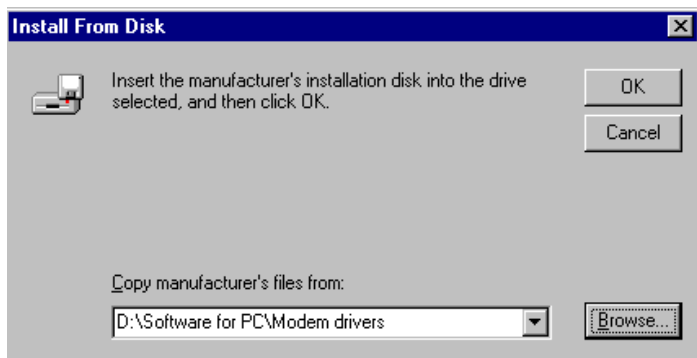 Install From Disk
Insert the manufacturer's installation disk into the drive
selected, and then click OK.
OK
Cancel
Copy manufacturer's files from:
D:\Software for PC\Modem drivers
Browse...